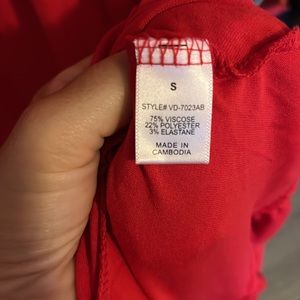 S
STYLE# VD-7023AB
75% VISCOSE
22% POLYESTER
3% ELASTANE
MADE IN
CAMBODIA